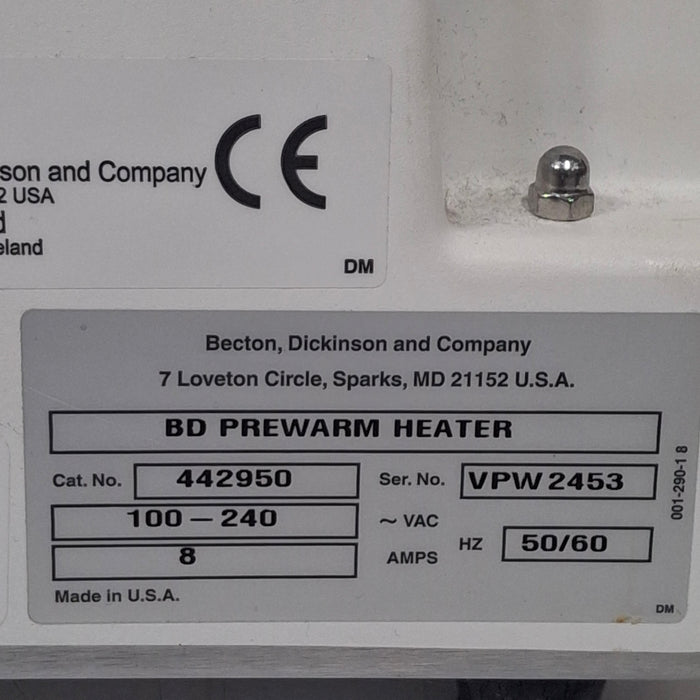 son and Company
2 USA
eland
CE
DM
Becton, Dickinson and Company
7 Loveton Circle, Sparks, MD 21152 U.S.A.
BD PREWARM HEATER
Cat. No. 442950 Ser. No. VPW 2453
100 – 240 ~ VAC
8 AMPS HZ 50/60
Made in U.S.A.
DM
001-290-1 8